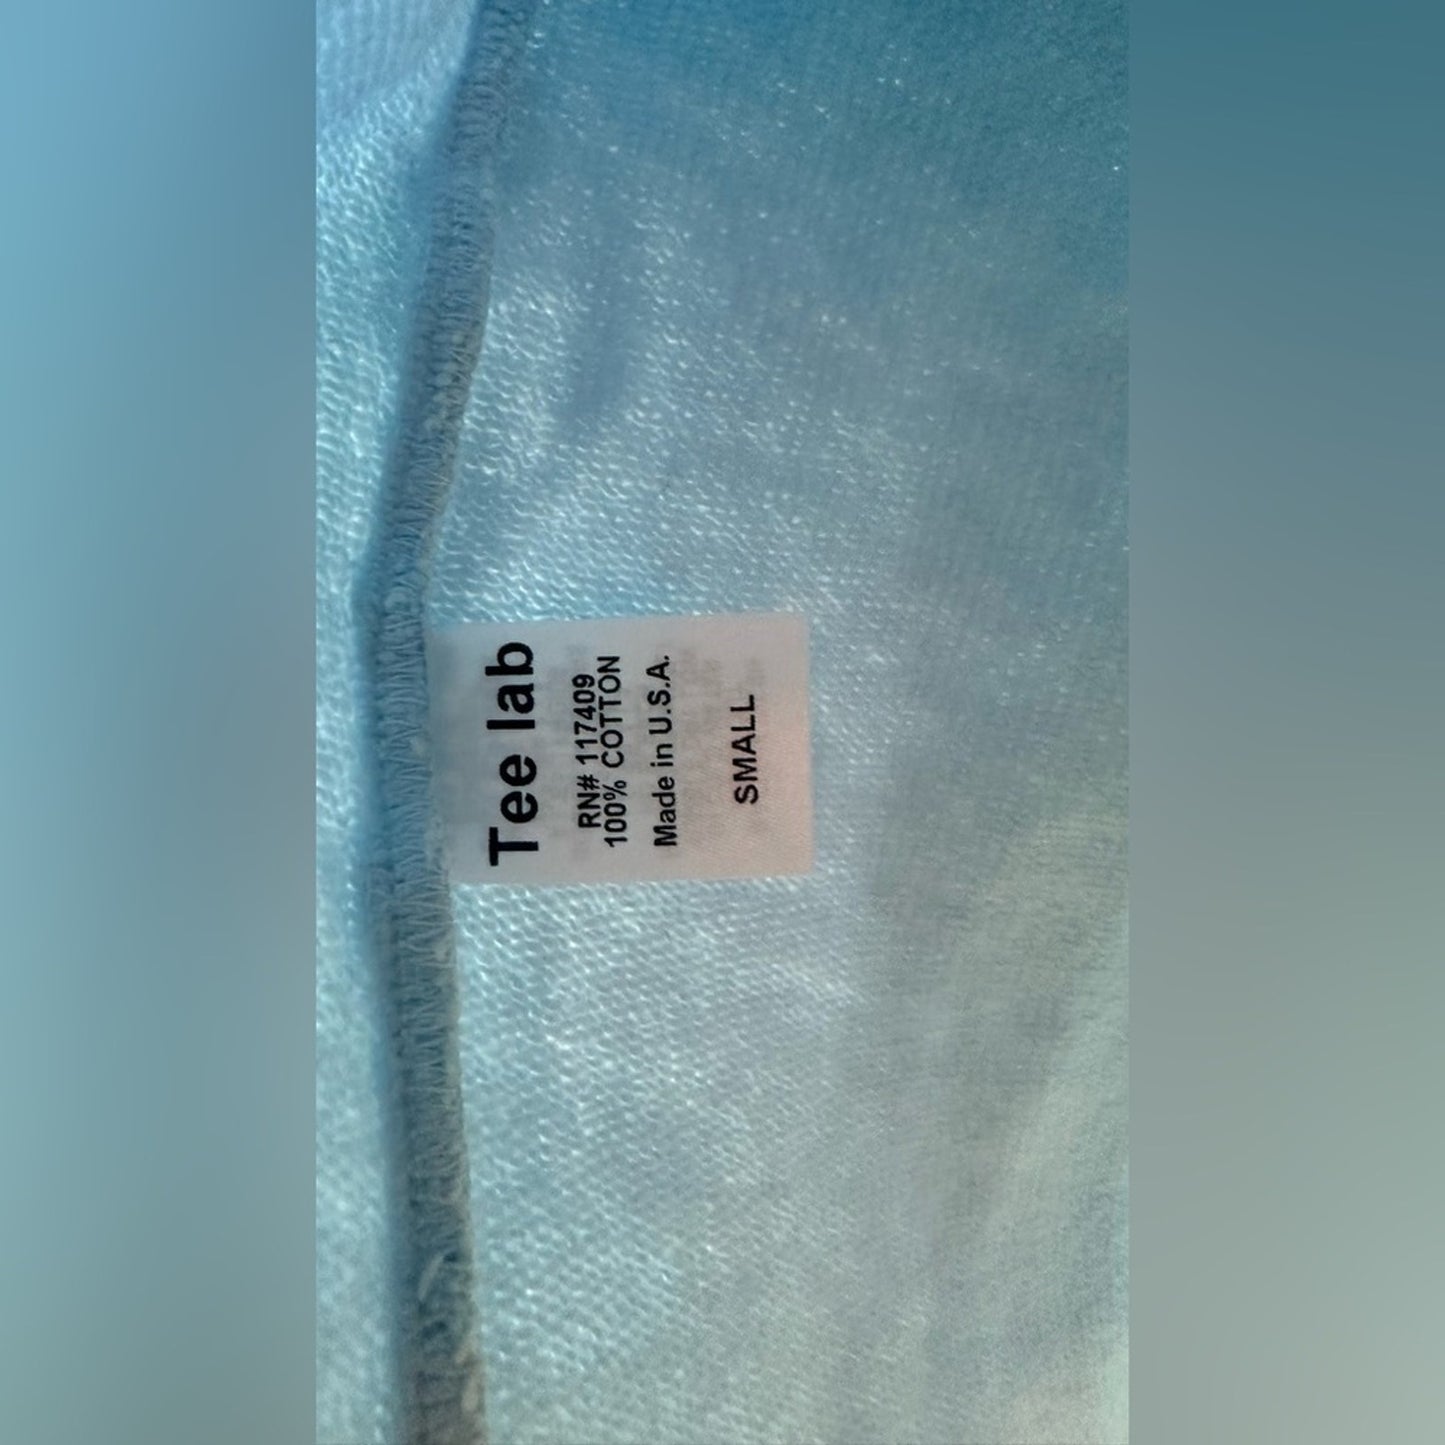 Tee lab
RN# 117409
100% COTTON
Made in U.S.A.
SMALL